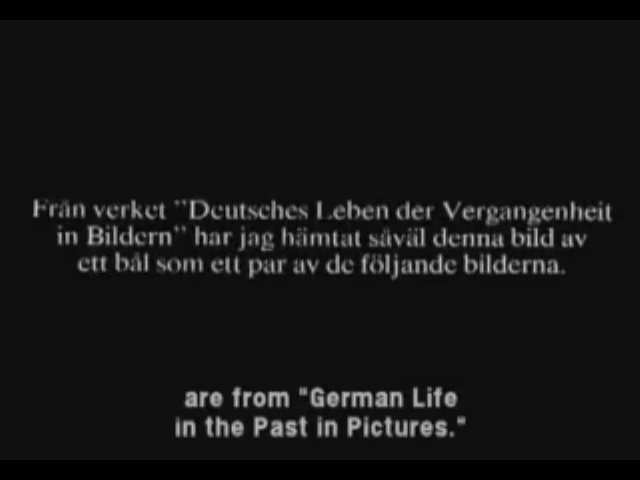 Från verket "Deutsches Leben der Vergangenheit
in Bildern" har jag hämtat såväl denna bild av
ett bål som ett par av de följande bilderna.
are from "German Life
in the Past in Pictures."